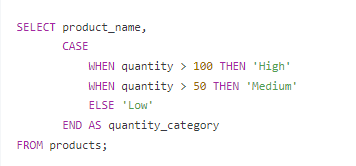 SELECT product_name,
       CASE
           WHEN quantity > 100 THEN 'High'
           WHEN quantity > 50 THEN 'Medium'
           ELSE 'Low'
       END AS quantity_category
FROM products;